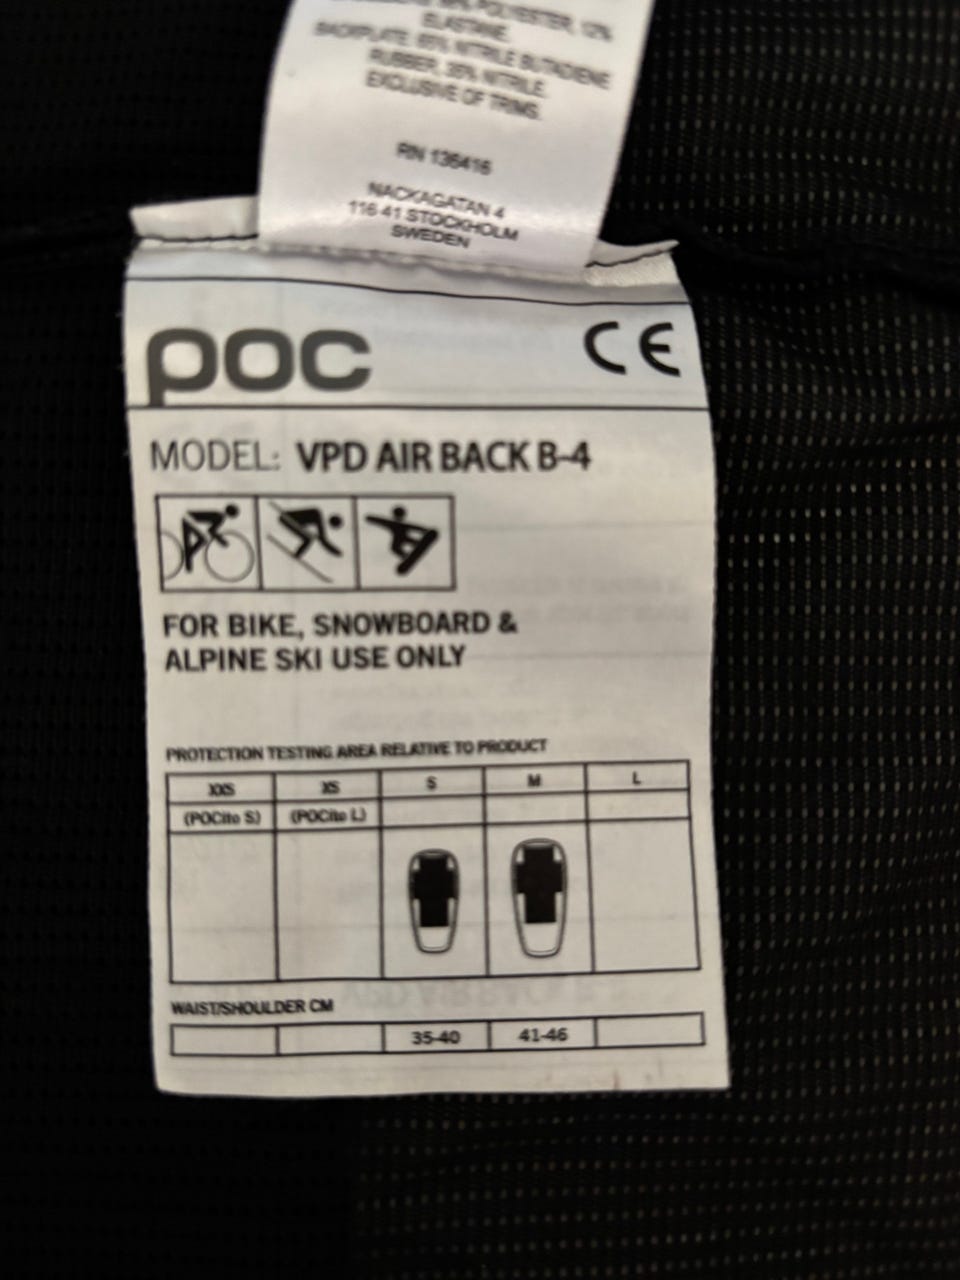 POLYESTER, 12%
ELASTANE.
BACKPLATE: 65% NITRILE BUTADIENE
RUBBER, 35% NITRILE.
EXCLUSIVE OF TRIMS.
RN 136416
NACKAGATAN 4
116 41 STOCKHOLM
SWEDEN
POC CE
MODEL: VPD AIR BACK B-4
FOR BIKE, SNOWBOARD &
ALPINE SKI USE ONLY
PROTECTION TESTING AREA RELATIVE TO PRODUCT
XXS XS S M L
(POCito S) (POCito L)
WAIST/SHOULDER CM
35-40 41-46